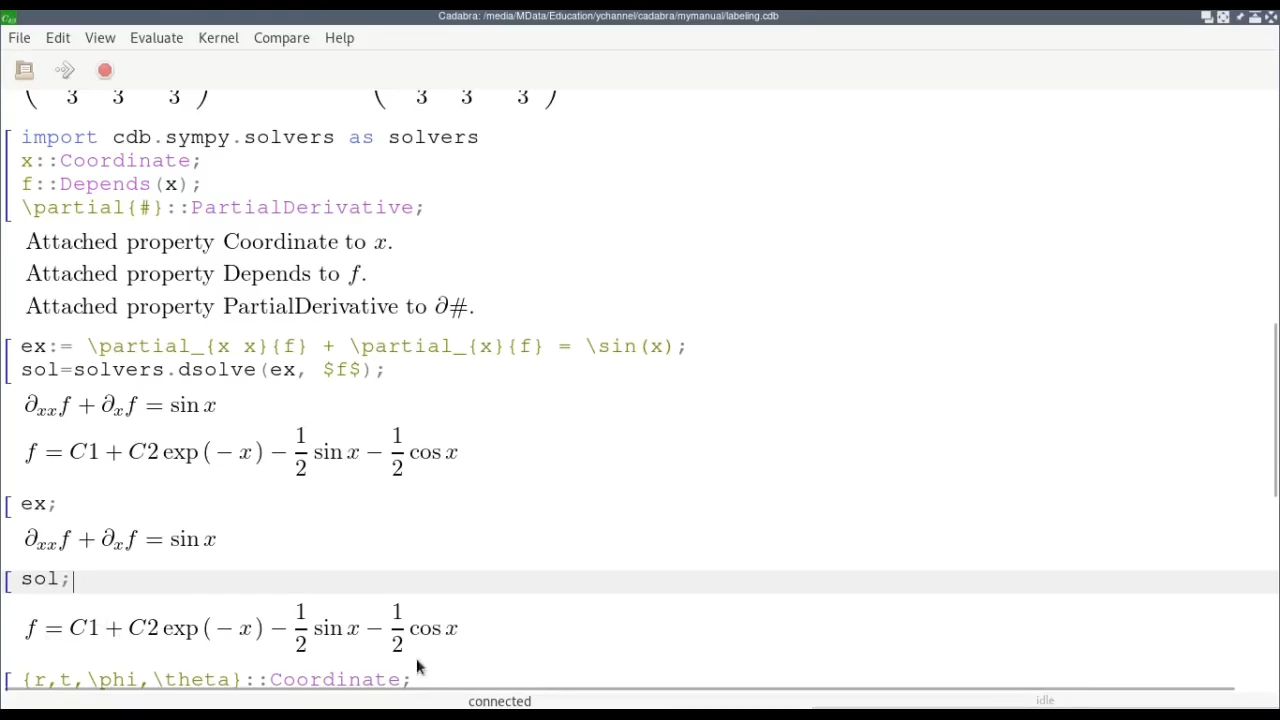 Cadabra: /media/MData/Education/ychannel/cadabra/mymanual/labeling.cdb
File Edit View Evaluate Kernel Compare Help
( 3 3 3 ) ( 3 3 3 )
import cdb.sympy.solvers as solvers
x::Coordinate;
f::Depends(x);
\partial{#}::PartialDerivative;
Attached property Coordinate to x.
Attached property Depends to f.
Attached property PartialDerivative to ∂#.
ex:= \partial_{x x}{f} + \partial_{x}{f} = \sin(x);
sol=solvers.dsolve(ex, $f$);
∂ₓₓf + ∂ₓf = sin x
f = C1 + C2 exp (−x) − 1/2 sin x − 1/2 cos x
ex;
∂ₓₓf + ∂ₓf = sin x
sol;
f = C1 + C2 exp (−x) − 1/2 sin x − 1/2 cos x
{r,t,\phi,\theta}::Coordinate;
connected idle